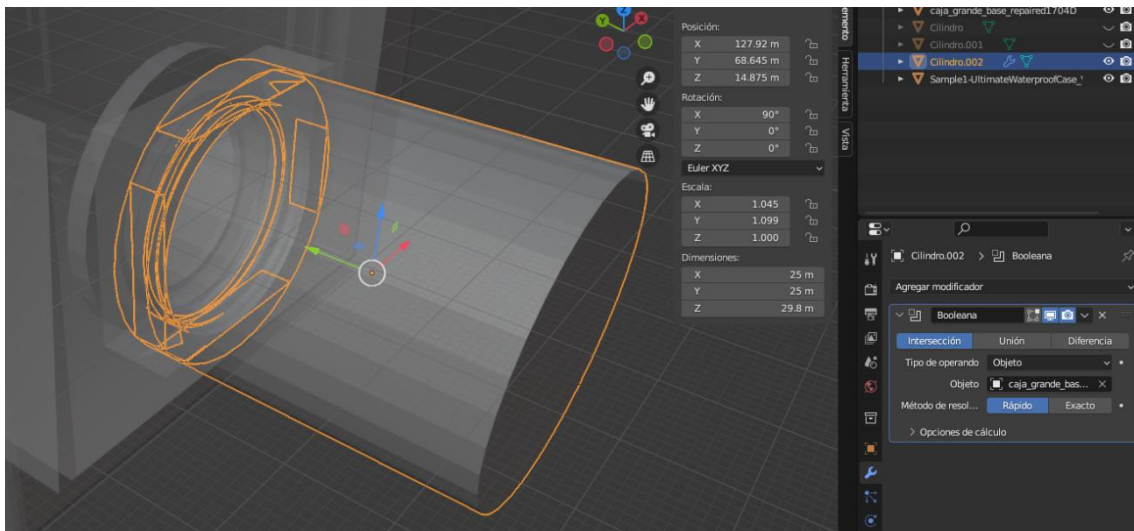 Posición:
X 127.92 m
Y 68.645 m
Z 14.875 m
Rotación:
X 90°
Y 0°
Z 0°
Euler XYZ
Escala:
X 1.045
Y 1.099
Z 1.000
Dimensiones:
X 25 m
Y 25 m
Z 29.8 m
Z
Y
X
emento
Herramienta
Vista
caja_grande_base_repaired1704D
Cilindro
Cilindro.001
Cilindro.002
Sample1-UltimateWaterproofCase_
Cilindro.002 > Booleana
Agregar modificador
Booleana
Intersección Unión Diferencia
Tipo de operando Objeto
Objeto caja_grande_bas...
Método de resol... Rápido Exacto
> Opciones de cálculo